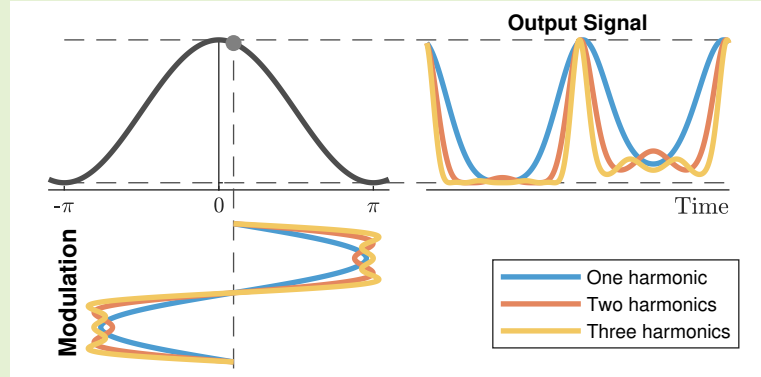 Output Signal
-π
0
π
Time
Modulation
One harmonic
Two harmonics
Three harmonics